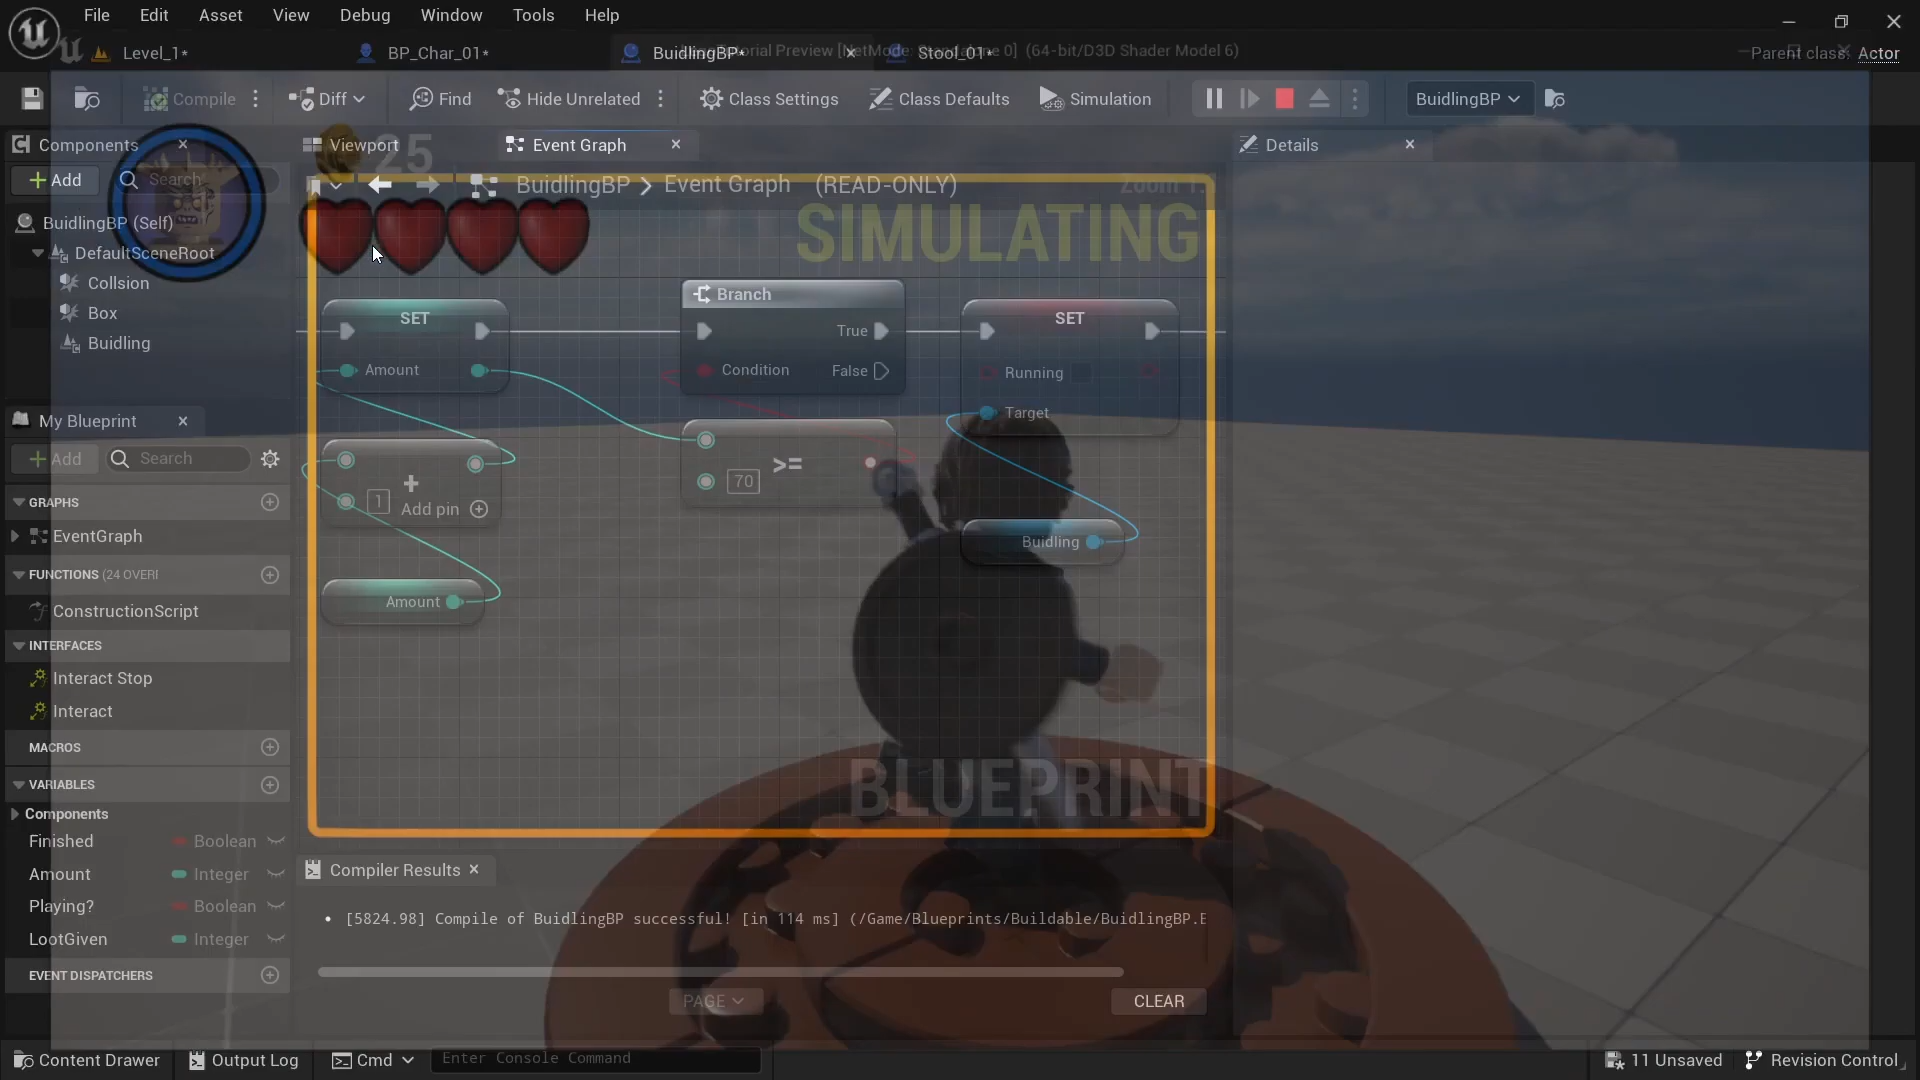 File Edit Asset View Debug Window Tools Help
Level_1* BP_Char_01* BuidlingBP* Stool_01* Preview [NetMode: Standalone 0] (64-bit/D3D Shader Model 6) Parent class: Actor
Compile Diff Find Hide Unrelated Class Settings Class Defaults Simulation BuidlingBP
Components Viewport Event Graph Details
25
+ Add Search
BuidlingBP > Event Graph (READ-ONLY)
SIMULATING
BuidlingBP (Self)
DefaultSceneRoot
Collsion
Box
Buidling
SET Branch SET
True
Amount Condition False Running
Target
>=
70
+
1 Add pin
Buidling
Amount
My Blueprint
+ Add Search
GRAPHS
EventGraph
FUNCTIONS (24 OVERI
ConstructionScript
INTERFACES
Interact Stop
Interact
MACROS
VARIABLES
Components
Finished Boolean
Amount Integer
Playing? Boolean
LootGiven Integer
EVENT DISPATCHERS
BLUEPRINT
Compiler Results
• [5824.98] Compile of BuidlingBP successful! [in 114 ms] (/Game/Blueprints/Buildable/BuidlingBP.B
PAGE CLEAR
Content Drawer Output Log Cmd Enter Console Command 11 Unsaved Revision Control